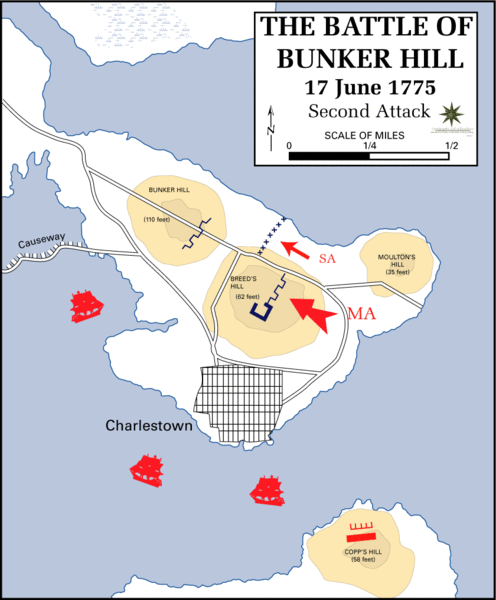 THE BATTLE OF
BUNKER HILL
17 June 1775
Second Attack
N
SCALE OF MILES
0 1/4 1/2
BUNKER HILL
(110 feet)
Causeway
SA
MOULTON'S
HILL
(35 feet)
BREED'S
HILL
(62 feet)
MA
Charlestown
COPP'S HILL
(58 feet)